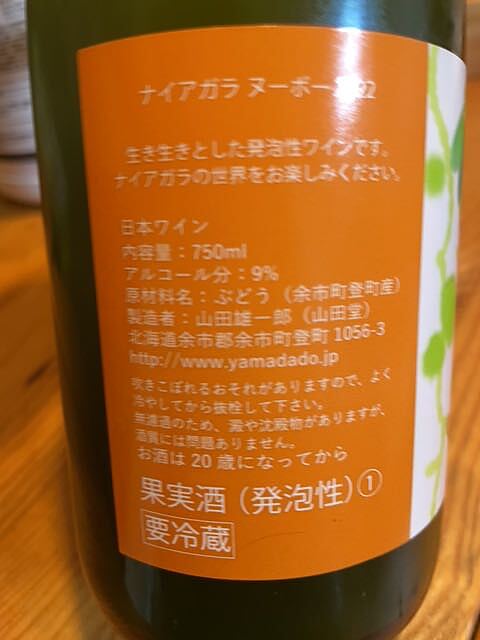 ナイアガラ ヌーボー
生き生きとした発泡性ワインです。
ナイアガラの世界をお楽しみください。
日本ワイン
内容量：750ml
アルコール分：9%
原材料名：ぶどう（余市町登町産）
製造者：山田雄一郎（山田堂）
北海道余市郡余市町登町 1056-3
http://www.yamadado.jp
吹きこぼれるおそれがありますので、よく
冷やしてから抜栓して下さい。
無濾過のため、澱や沈殿物がありますが、
酒質には問題ありません。
お酒は 20 歳になってから
果実酒（発泡性）①
要冷蔵